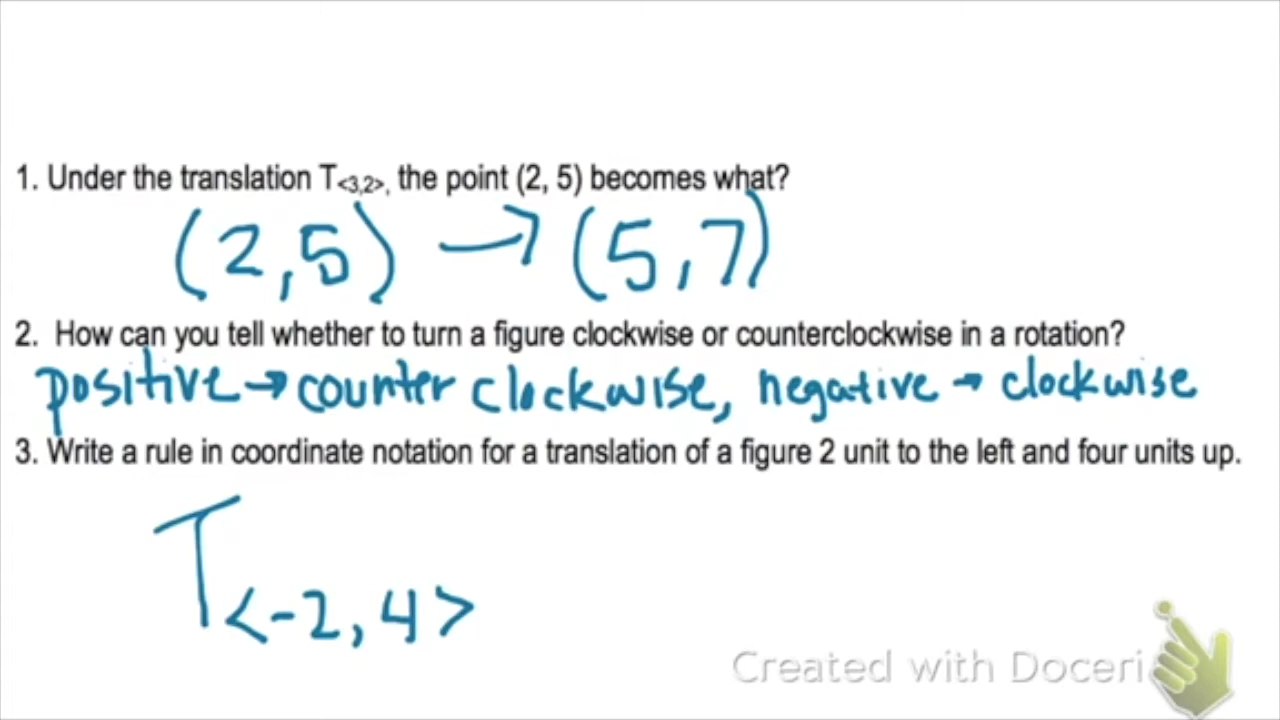 1. Under the translation T<3,2>, the point (2, 5) becomes what?
(2,5) → (5,7)
2. How can you tell whether to turn a figure clockwise or counterclockwise in a rotation?
positive → counter clockwise, negative → clockwise
3. Write a rule in coordinate notation for a translation of a figure 2 unit to the left and four units up.
T<-2,4>
Created with Doceri